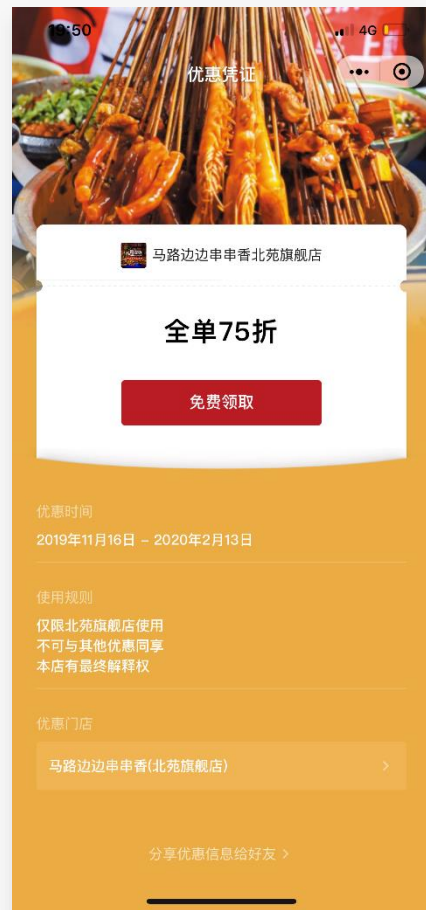 19:50
4G
优惠凭证
马路边边串串香北苑旗舰店
全单75折
免费领取
优惠时间
2019年11月16日 – 2020年2月13日
使用规则
仅限北苑旗舰店使用
不可与其他优惠同享
本店有最终解释权
优惠门店
马路边边串串香(北苑旗舰店)
分享优惠信息给好友